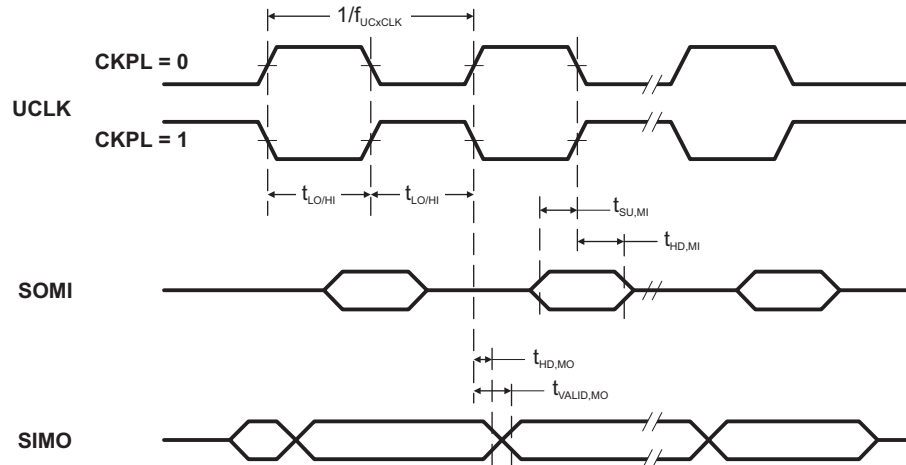 1/fUCxCLK
CKPL = 0
UCLK
CKPL = 1
tLO/HI tLO/HI
tSU,MI
tHD,MI
SOMI
tHD,MO
tVALID,MO
SIMO